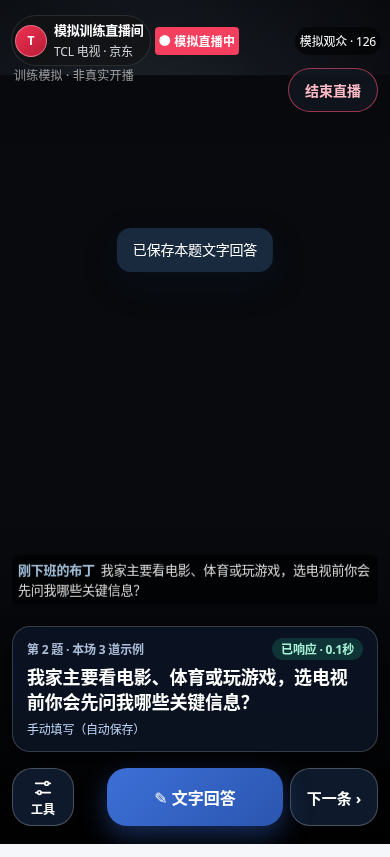 T
模拟训练直播间
TCL 电视 · 京东
模拟直播中
模拟观众 · 126
训练模拟 · 非真实开播
结束直播
已保存本题文字回答
刚下班的布丁 我家主要看电影、体育或玩游戏，选电视前你会
先问我哪些关键信息？
第 2 题 · 本场 3 道示例
已响应 · 0.1秒
我家主要看电影、体育或玩游戏，选电视
前你会先问我哪些关键信息？
手动填写（自动保存）
工具
✎ 文字回答
下一条 ›